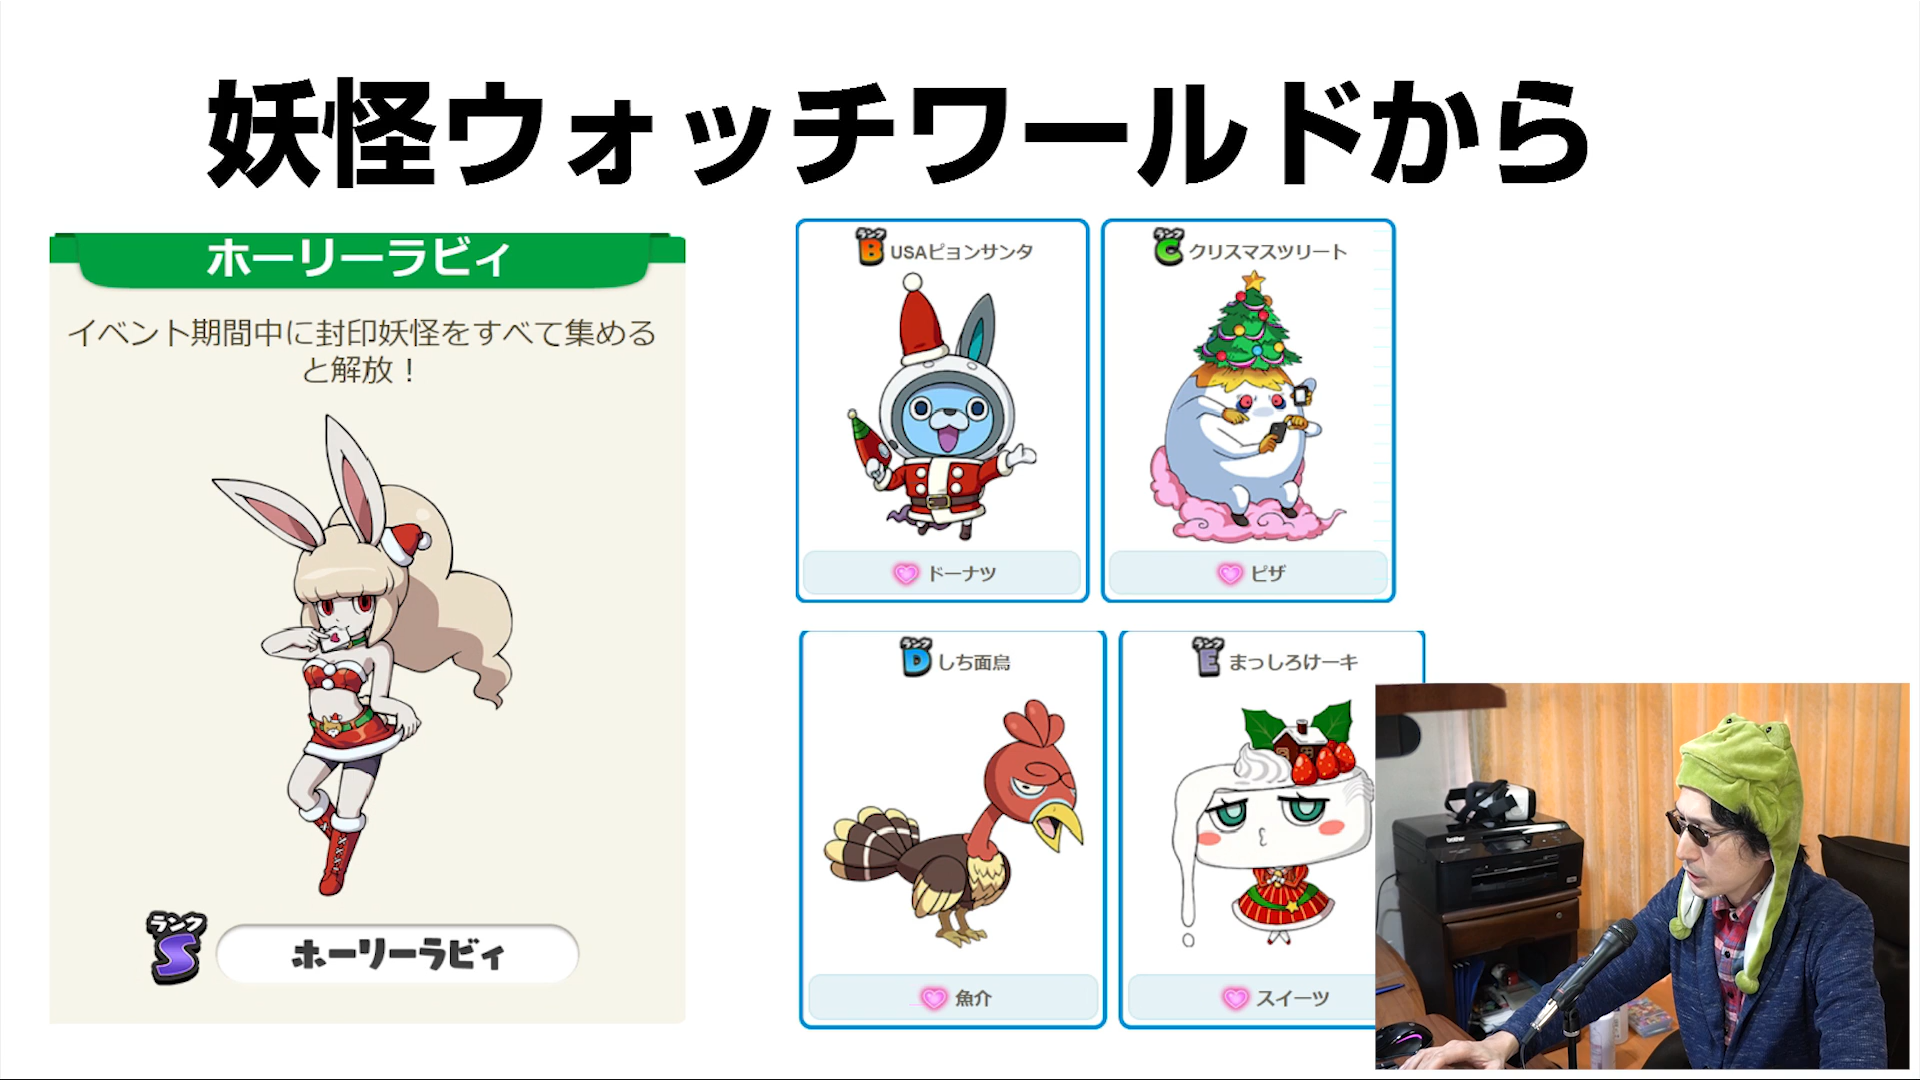 妖怪ウォッチワールドから
ホーリーラビィ
イベント期間中に封印妖怪をすべて集める
と解放！
ランク S ホーリーラビィ
ランク B USAピョンサンタ
ドーナツ
ランク C クリスマスツリート
ピザ
ランク D しち面鳥
魚介
ランク E まっしろけーキ
スイーツ
brother